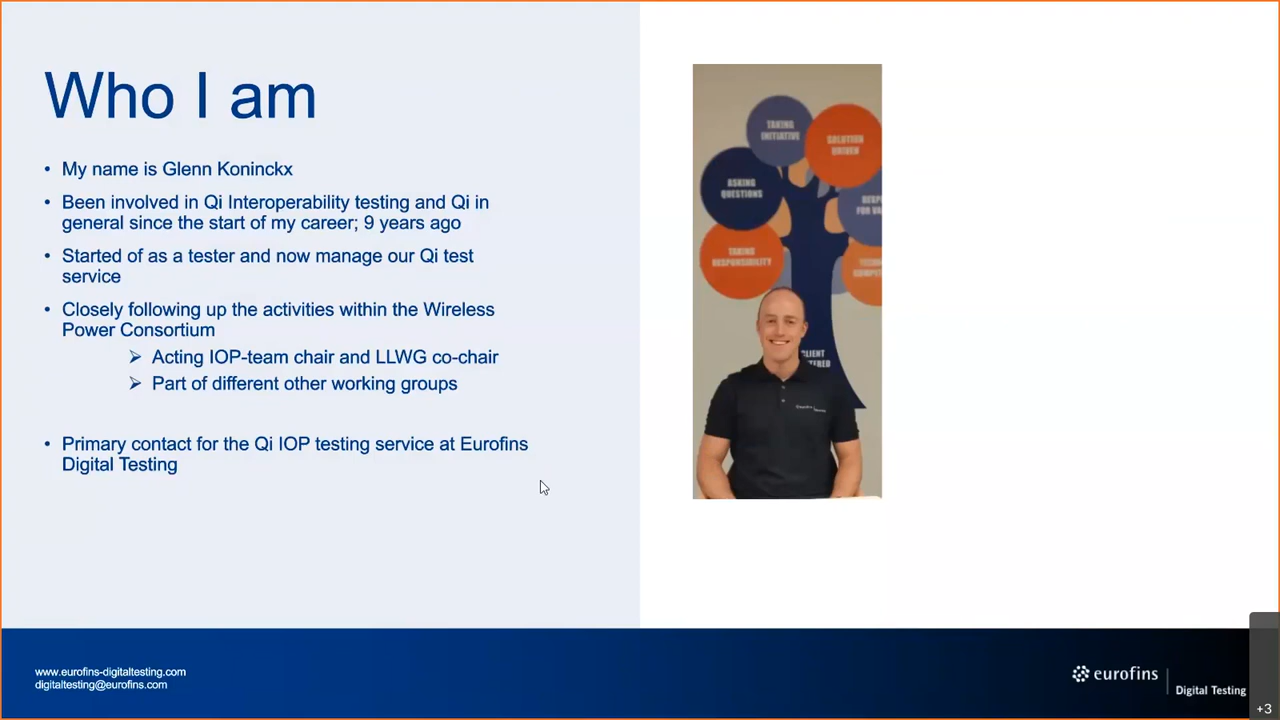 Who I am
• My name is Glenn Koninckx
• Been involved in Qi Interoperability testing and Qi in
general since the start of my career; 9 years ago
• Started of as a tester and now manage our Qi test
service
• Closely following up the activities within the Wireless
Power Consortium
➢ Acting IOP-team chair and LLWG co-chair
➢ Part of different other working groups
• Primary contact for the Qi IOP testing service at Eurofins
Digital Testing
TAKING
INITIATIVE
SOLUTION
DRIVEN
ASKING
QUESTIONS
TAKING
RESPONSIBILITY
CLIENT
www.eurofins-digitaltesting.com
digitaltesting@eurofins.com
eurofins
Digital Testing
+3